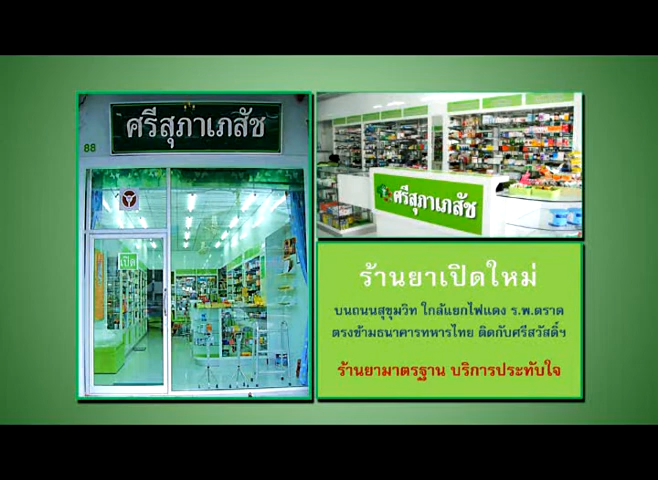 ศรีสุภาเภสัช
88
เปิด
ศรีสุภาเภสัช
ร้านยาเปิดใหม่
บนถนนสุขุมวิท ใกล้แยกไฟแดง ร.พ.ตราด
ตรงข้ามธนาคารทหารไทย ติดกับศรีสวัสดิ์ฯ
ร้านยามาตรฐาน บริการประทับใจ